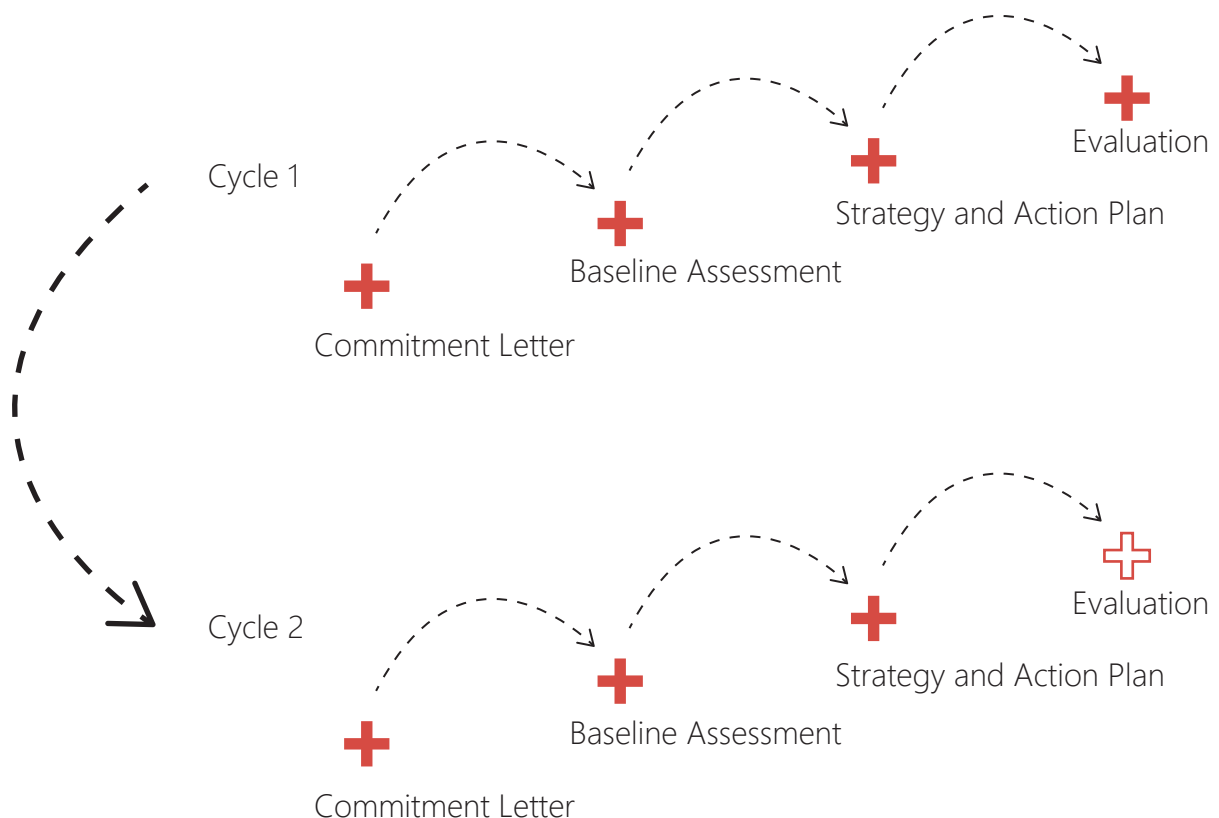 Cycle 1
Commitment Letter
Baseline Assessment
Strategy and Action Plan
Evaluation
Cycle 2
Commitment Letter
Baseline Assessment
Strategy and Action Plan
Evaluation